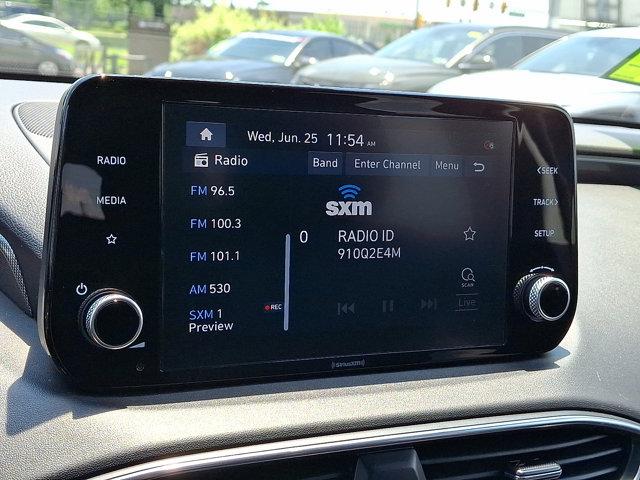 Wed, Jun. 25 11:54 AM
RADIO
Radio
Band
Enter Channel
Menu
SEEK
MEDIA
FM 96.5
sxm
TRACK
FM 100.3
0
RADIO ID
SETUP
910Q2E4M
FM 101.1
SCAN
AM 530
Live
REC
SXM 1
Preview
SiriusXM